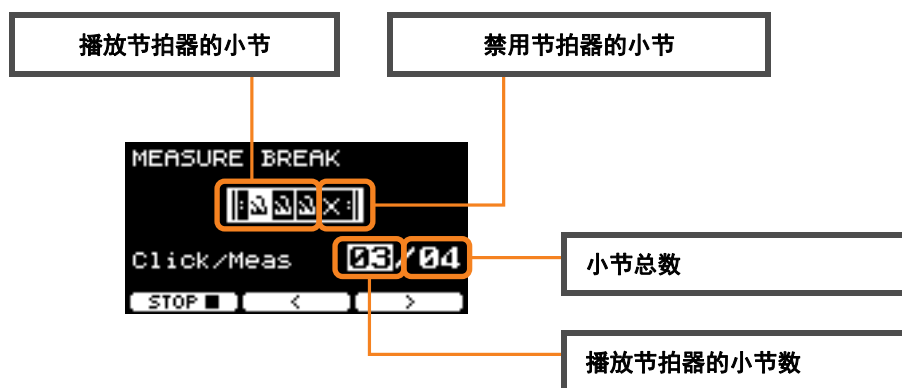 播放节拍器的小节
禁用节拍器的小节
MEASURE BREAK
Click/Meas 03/04
小节总数
STOP ■ < >
播放节拍器的小节数